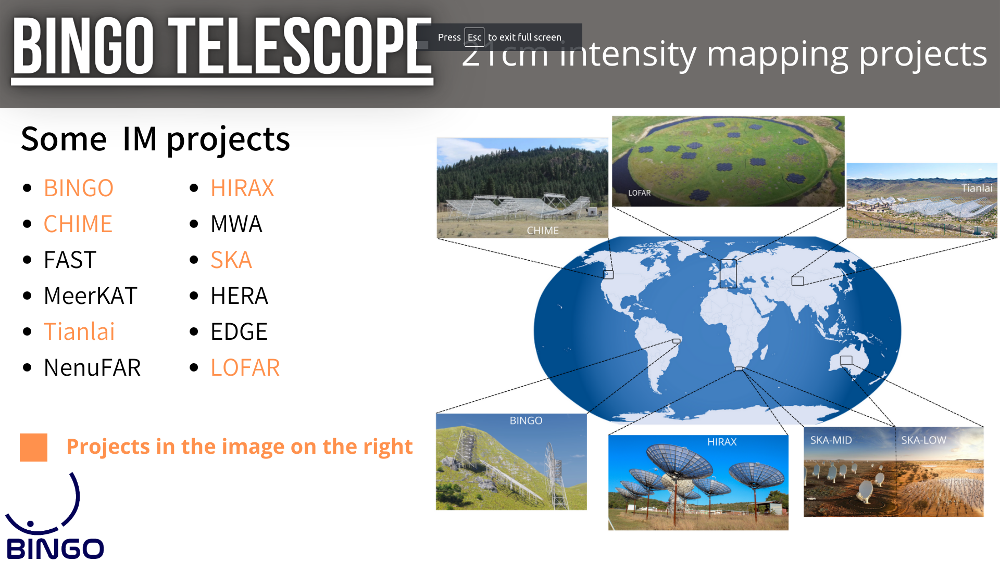 BINGO TELESCOPE
Press Esc to exit full screen
21cm intensity mapping projects
Some IM projects
BINGO
CHIME
FAST
MeerKAT
Tianlai
NenuFAR
HIRAX
MWA
SKA
HERA
EDGE
LOFAR
Projects in the image on the right
BINGO
CHIME
LOFAR
Tianlai
BINGO
HIRAX
SKA-MID
SKA-LOW